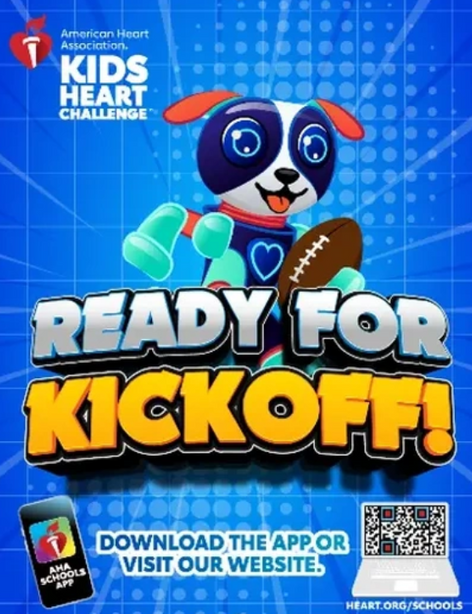 American Heart
Association.
KIDS
HEART
CHALLENGE™
READY FOR
KICKOFF!
AHA
SCHOOLS
APP
DOWNLOAD THE APP OR
VISIT OUR WEBSITE.
HEART.ORG/SCHOOLS